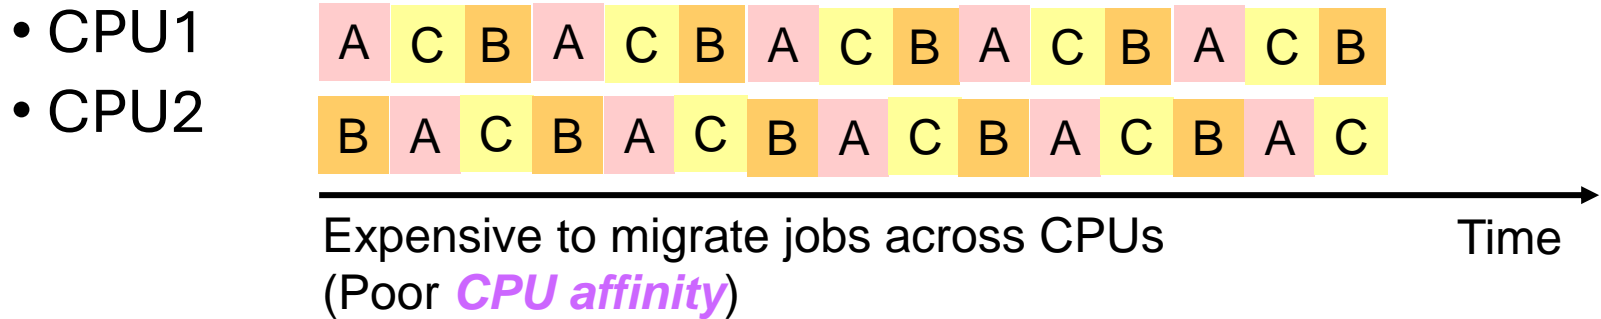 • CPU1 A C B A C B A C B A C B A C B
• CPU2 B A C B A C B A C B A C B A C
Expensive to migrate jobs across CPUs Time
(Poor CPU affinity)